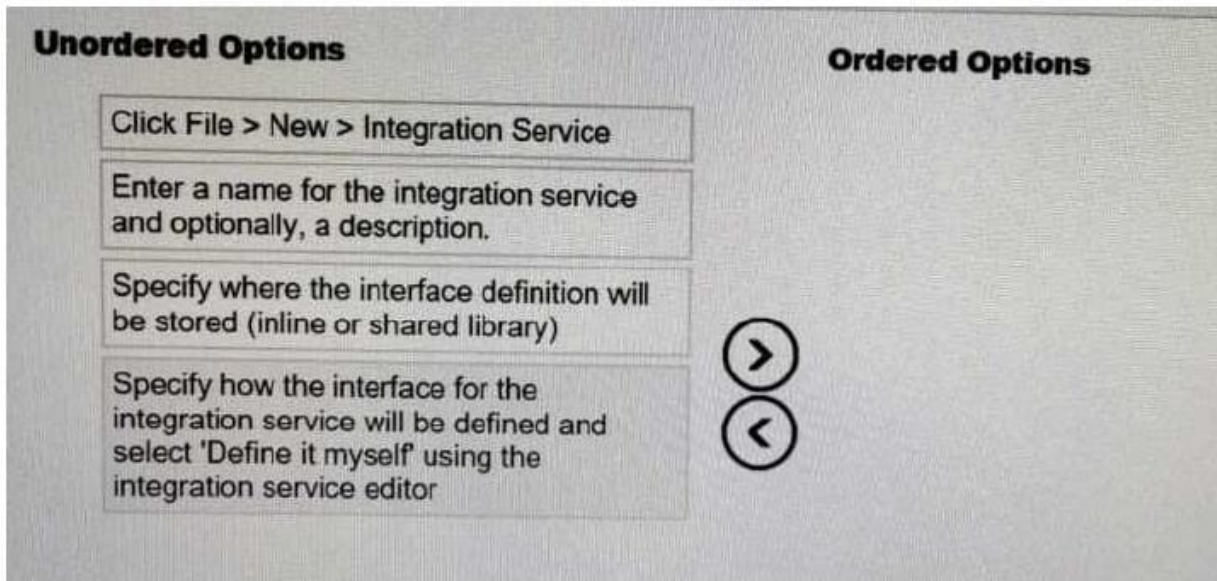 Unordered Options
Ordered Options
Click File > New > Integration Service
Enter a name for the integration service
and optionally, a description.
Specify where the interface definition will
be stored (inline or shared library)
Specify how the interface for the
integration service will be defined and
select 'Define it myself' using the
integration service editor